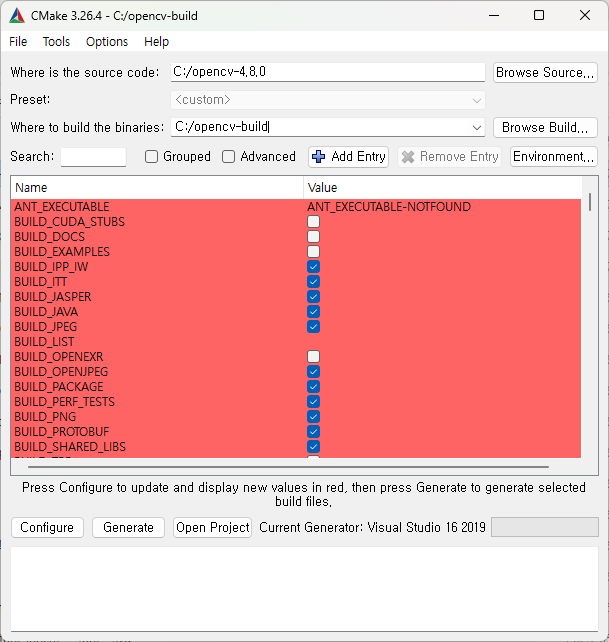 CMake 3.26.4 - C:/opencv-build
File Tools Options Help
Where is the source code: C:/opencv-4.8.0 Browse Source...
Preset: <custom>
Where to build the binaries: C:/opencv-build Browse Build...
Search: Grouped Advanced Add Entry Remove Entry Environment...
Name Value
ANT_EXECUTABLE ANT_EXECUTABLE-NOTFOUND
BUILD_CUDA_STUBS
BUILD_DOCS
BUILD_EXAMPLES
BUILD_IPP_IW
BUILD_ITT
BUILD_JASPER
BUILD_JAVA
BUILD_JPEG
BUILD_LIST
BUILD_OPENEXR
BUILD_OPENJPEG
BUILD_PACKAGE
BUILD_PERF_TESTS
BUILD_PNG
BUILD_PROTOBUF
BUILD_SHARED_LIBS
Press Configure to update and display new values in red, then press Generate to generate selected
build files.
Configure Generate Open Project Current Generator: Visual Studio 16 2019